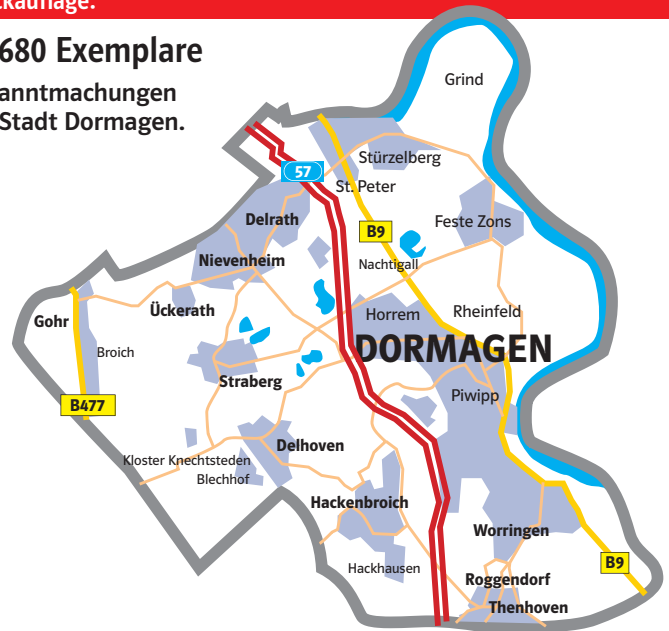 ckauflage.
680 Exemplare
anntmachungen
Stadt Dormagen.
Grind
Stürzelberg
57
St. Peter
Delrath
Feste Zons
B9
Nievenheim
Nachtigall
Ückerath
Horrem
Rheinfeld
Gohr
Broich
DORMAGEN
Straberg
Piwipp
B477
Delhoven
Kloster Knechtsteden
Blechhof
Hackenbroich
Worringen
Hackhausen
B9
Roggendorf
Thenhoven